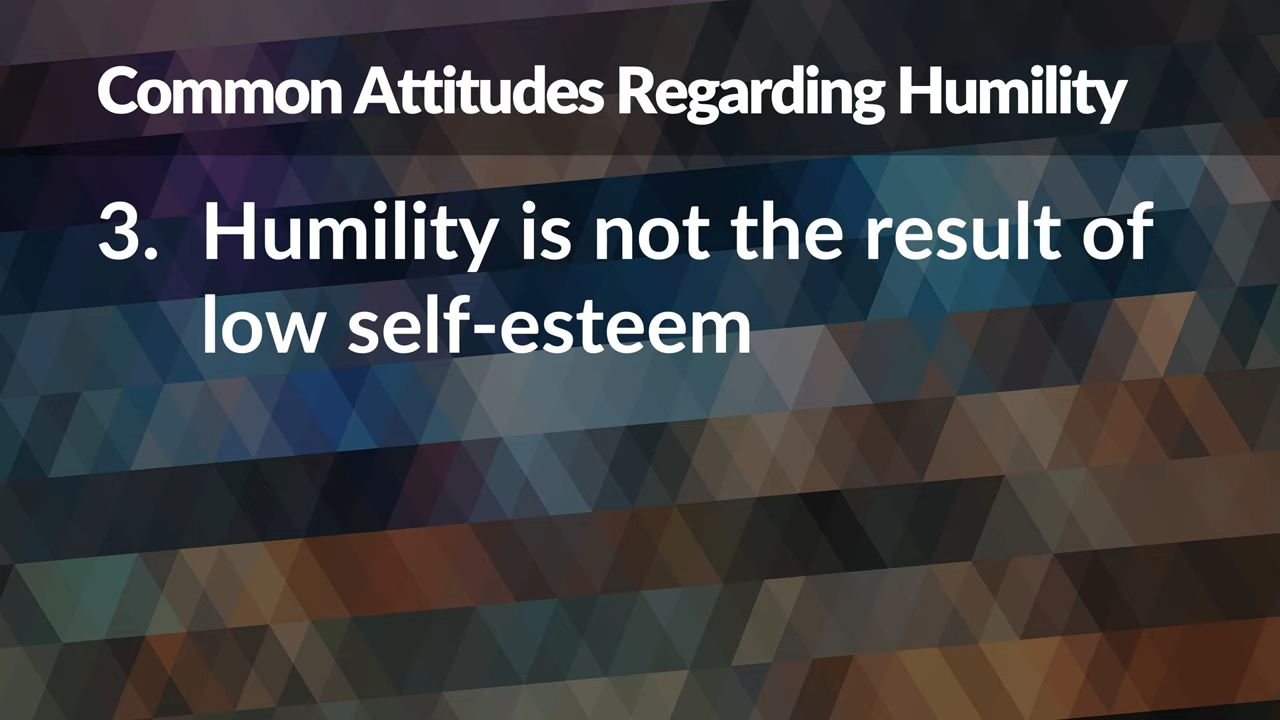 Common Attitudes Regarding Humility
3. Humility is not the result of
low self-esteem